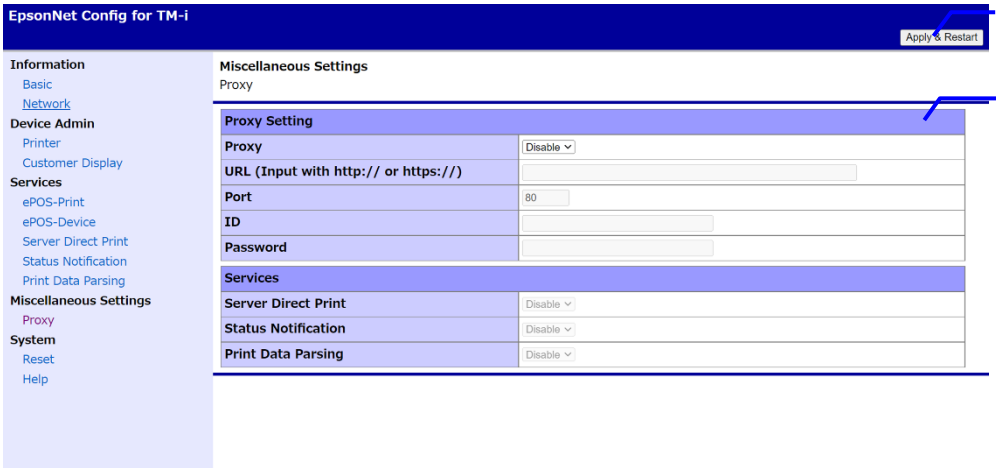 EpsonNet Config for TM-i
Apply & Restart
Information
Basic
Network
Device Admin
Printer
Customer Display
Services
ePOS-Print
ePOS-Device
Server Direct Print
Status Notification
Print Data Parsing
Miscellaneous Settings
Proxy
System
Reset
Help
Miscellaneous Settings
Proxy
Proxy Setting
Proxy Disable
URL (Input with http:// or https://)
Port 80
ID
Password
Services
Server Direct Print Disable
Status Notification Disable
Print Data Parsing Disable